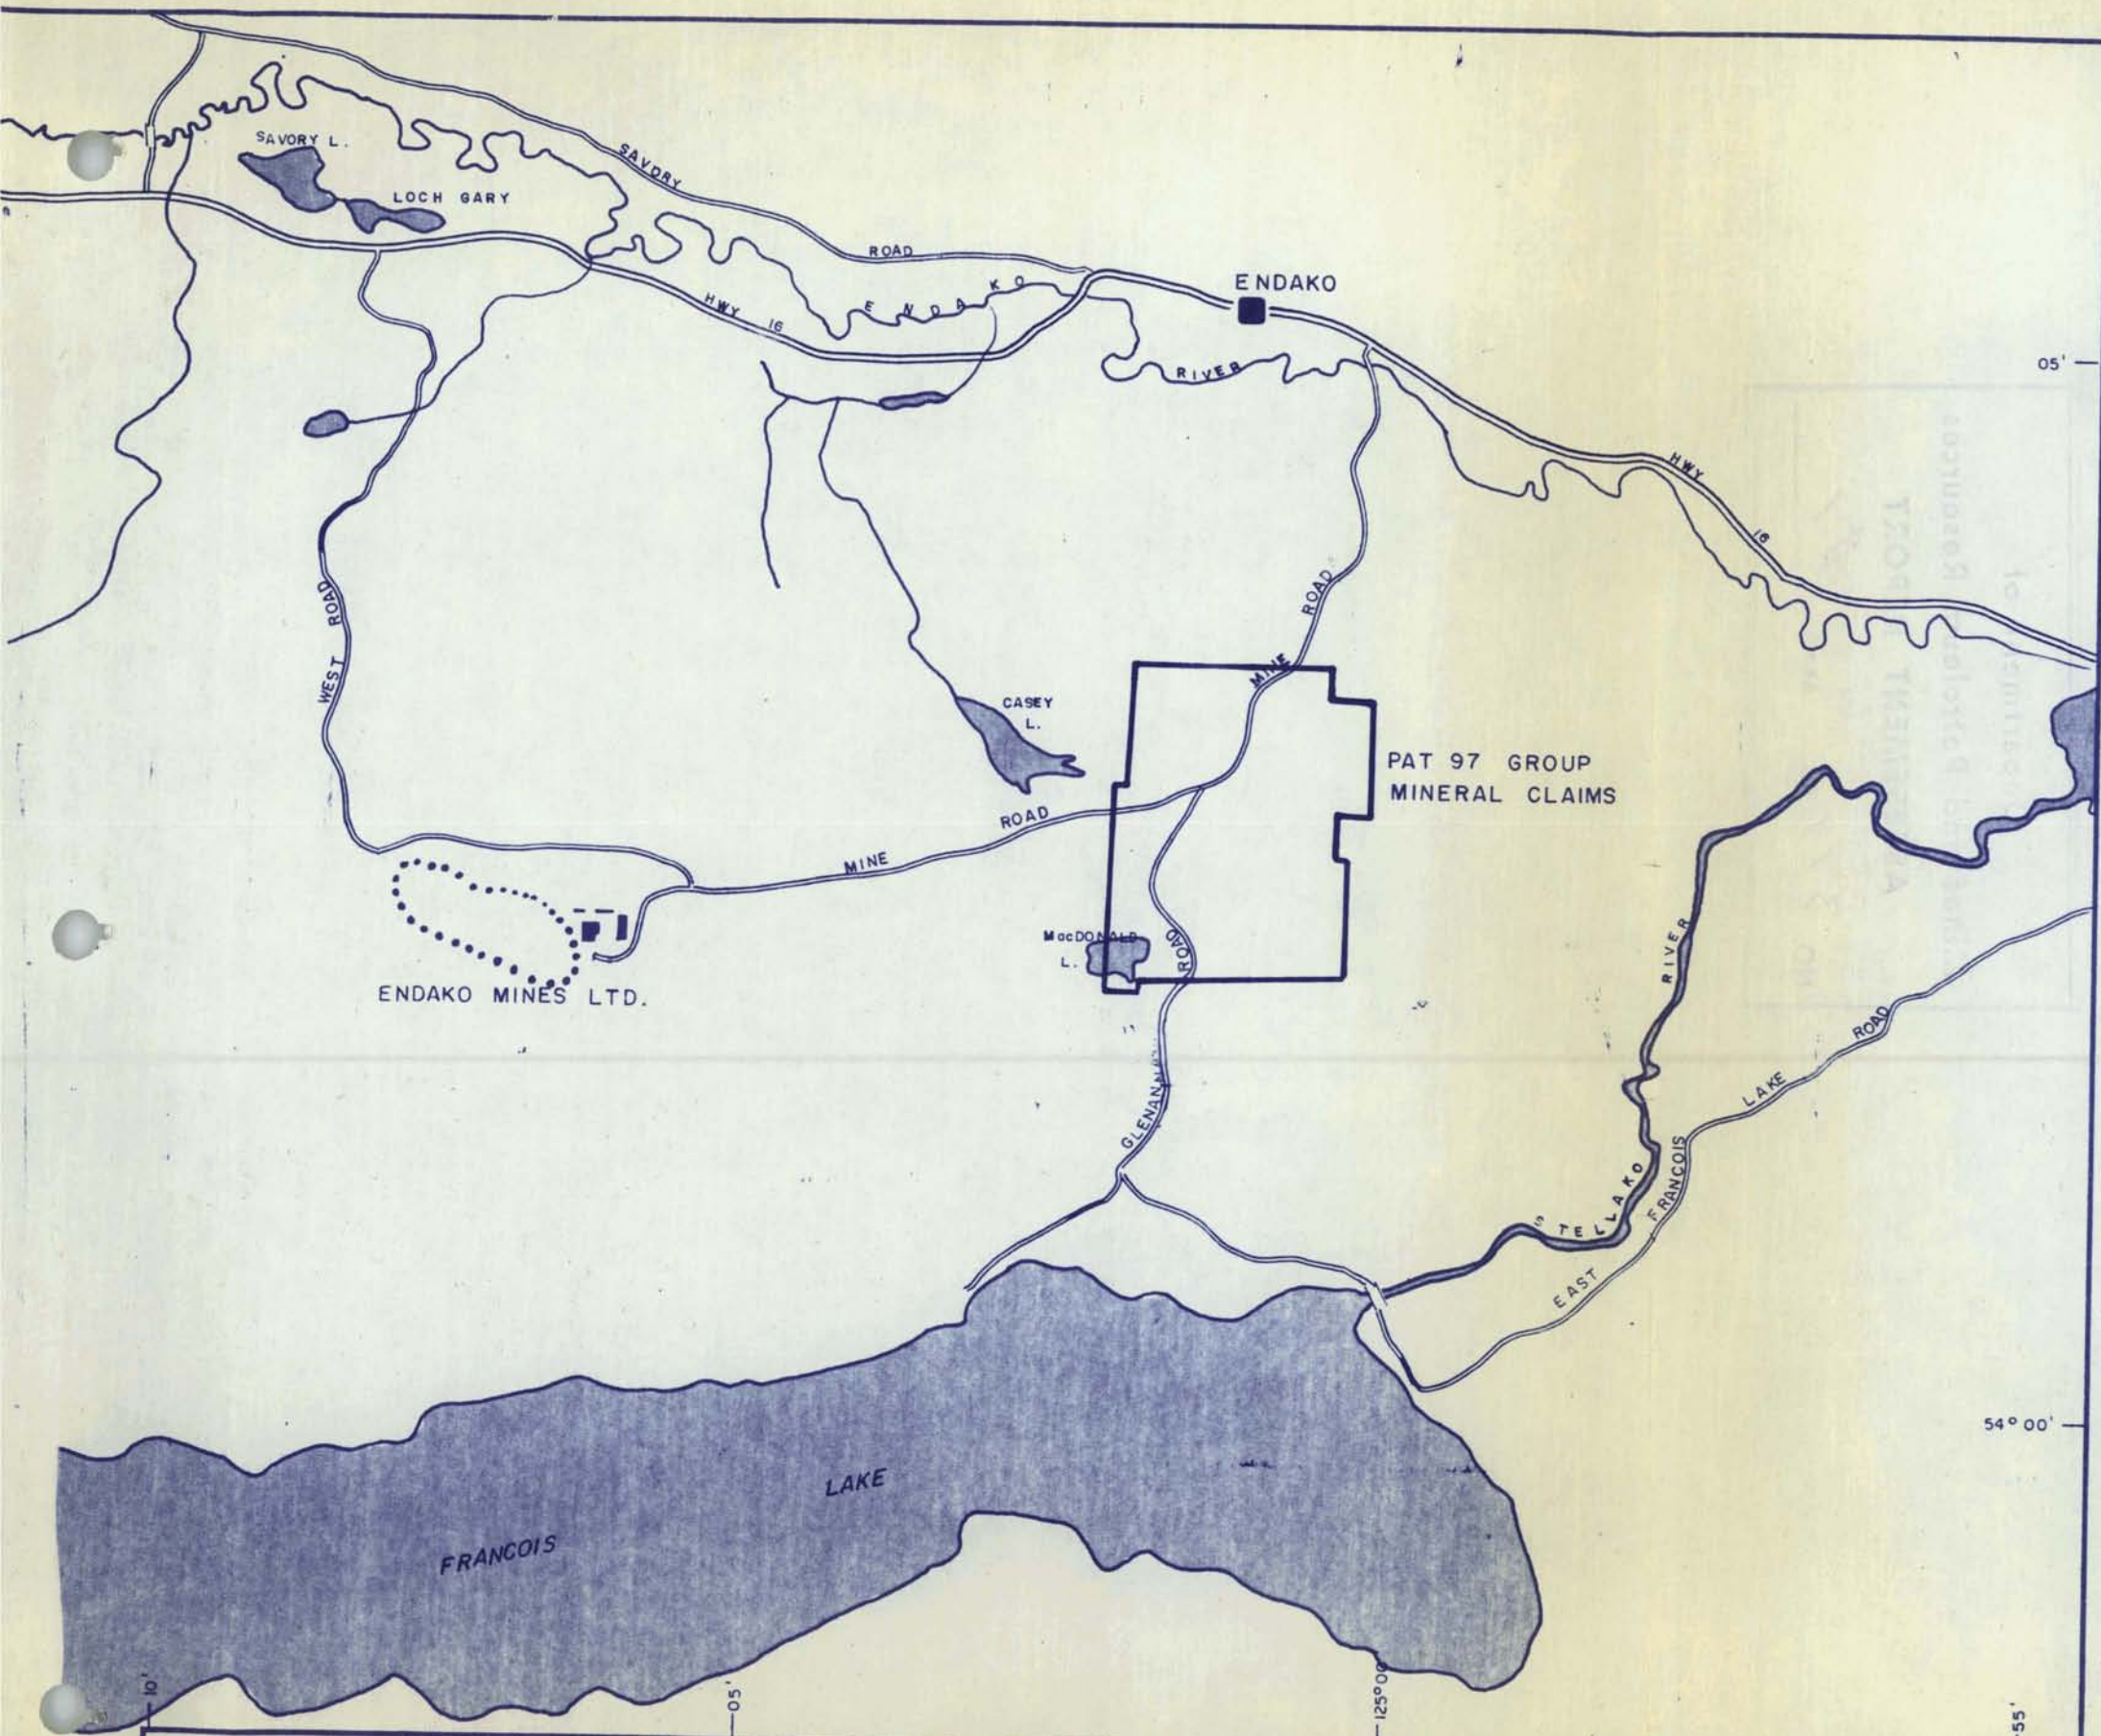 SAVORY L.
LOCH GARY
SAVORY
ROAD
ENDAKO
HWY 16
ENDAKO
RIVER
05'
HWY
16
WEST ROAD
ROAD
MINE
CASEY
L.
PAT 97 GROUP
MINERAL CLAIMS
MINE
ROAD
MacDONALD
L.
ROAD
RIVER
ENDAKO MINES LTD.
GLENANNAN
STELLAKO
EAST
FRANCOIS
LAKE
ROAD
54° 00'
FRANCOIS
LAKE
10'
05'
125°00'
55'